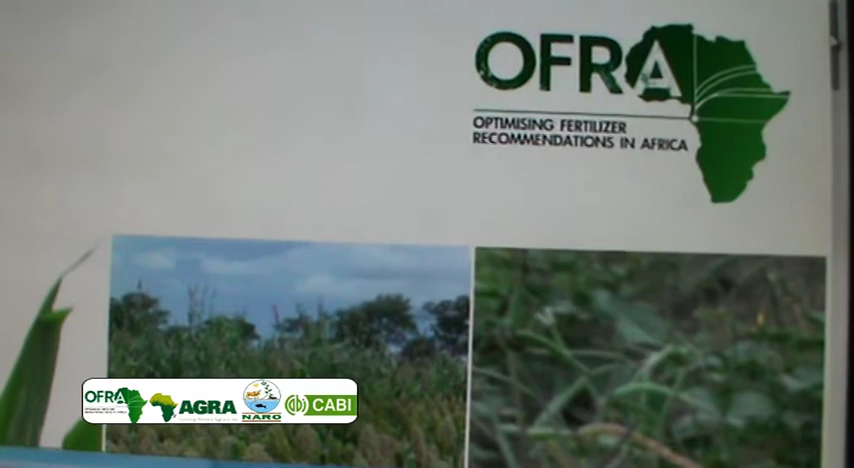 OFRA
OPTIMISING FERTILIZER
RECOMMENDATIONS IN AFRICA
OFRA
AGRA
NARO
CABI